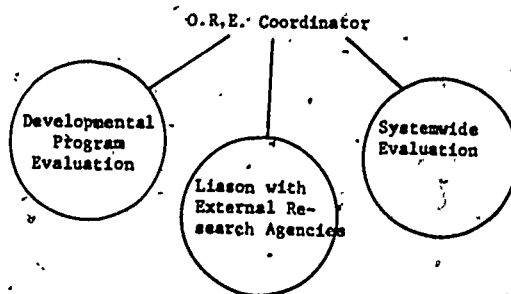 O.R.E. Coordinator
Developmental
Program
Evaluation
Liason with
External Re-
search Agencies
Systemwide
Evaluation